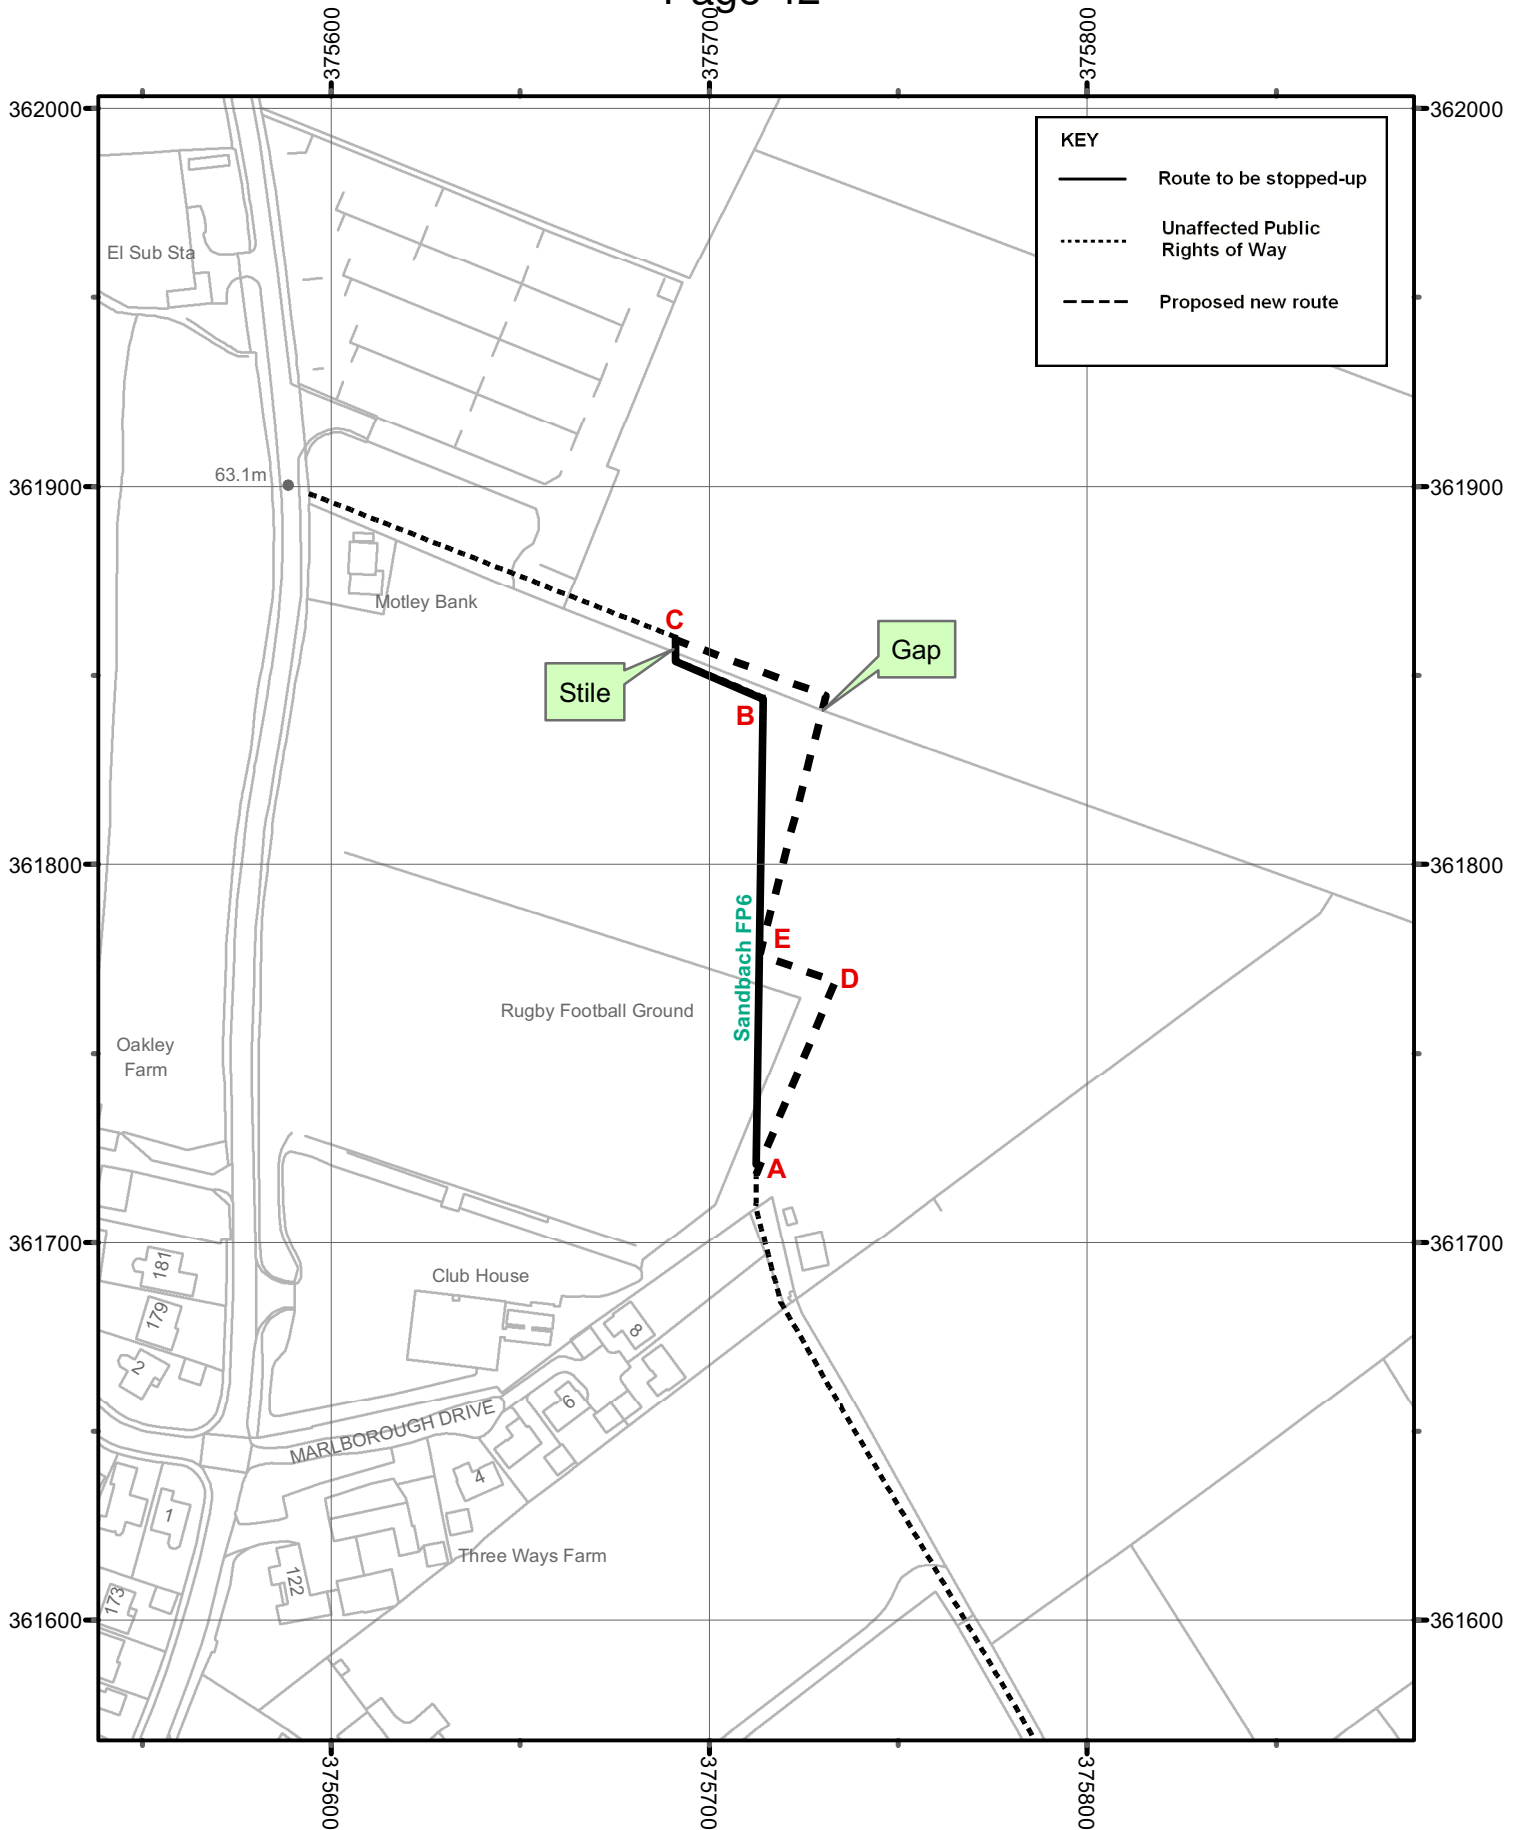 375600
375700
375800
362000
362000
KEY
Route to be stopped-up
Unaffected Public
Rights of Way
Proposed new route
El Sub Sta
63.1m
361900
361900
Motley Bank
C
Gap
Stile
B
361800
361800
Sandbach FP6
E
D
Rugby Football Ground
Oakley
Farm
A
361700
361700
181
Club House
179
8
2
6
MARLBOROUGH DRIVE
4
1
Three Ways Farm
122
173
361600
361600
375600
375700
375800